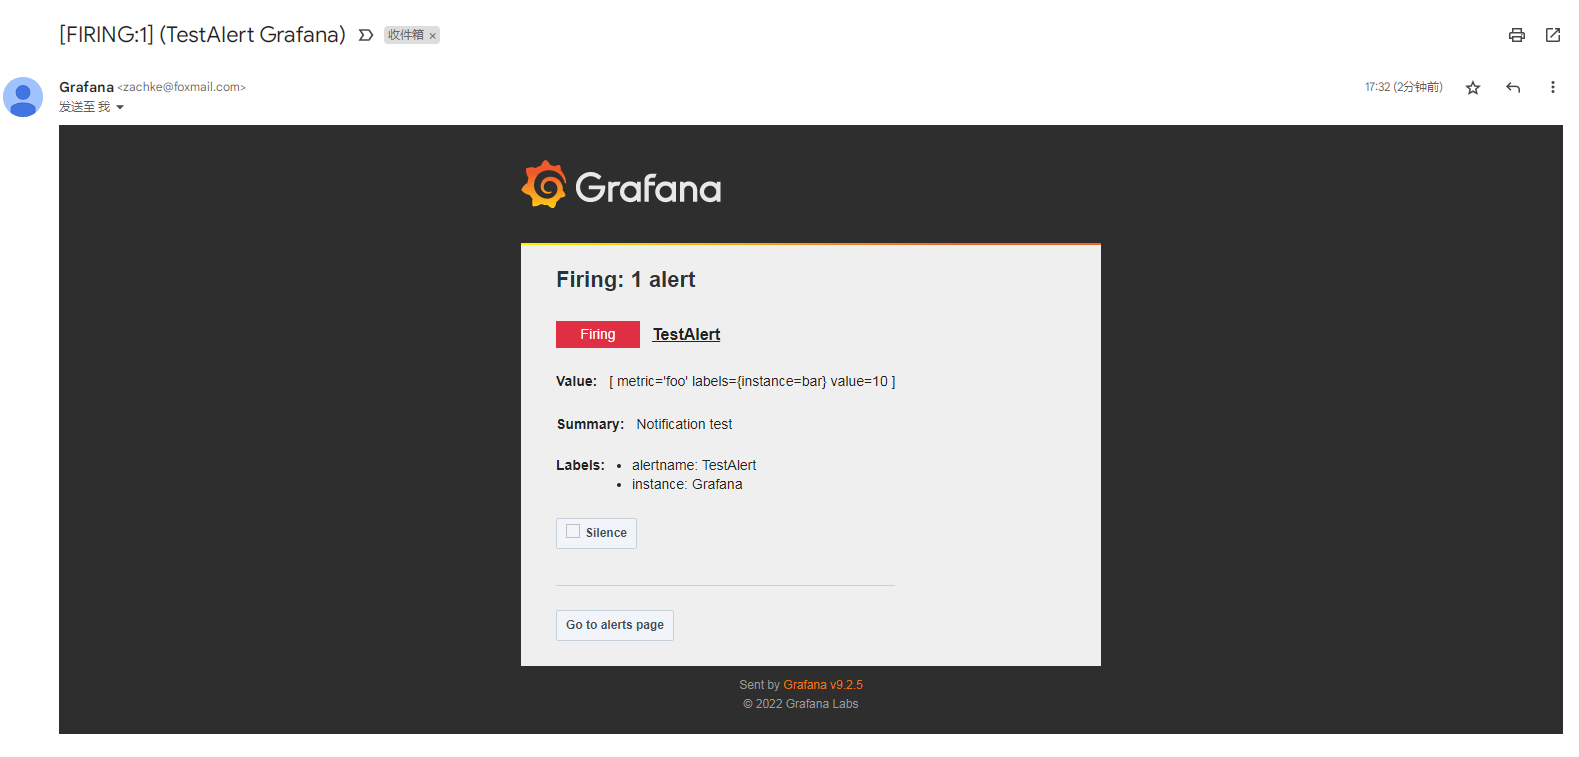 [FIRING:1] (TestAlert Grafana) 收件箱 ×
Grafana <zachke@foxmail.com> 17:32 (2分钟前)
发送至 我
Grafana
Firing: 1 alert
Firing TestAlert
Value: [ metric='foo' labels={instance=bar} value=10 ]
Summary: Notification test
Labels: • alertname: TestAlert
• instance: Grafana
Silence
Go to alerts page
Sent by Grafana v9.2.5
© 2022 Grafana Labs